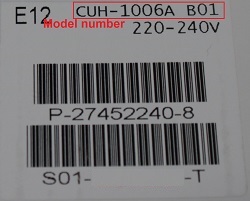 E12 CUH-1006A B01
Model number 220-240V
P-27452240-8
S01- -T